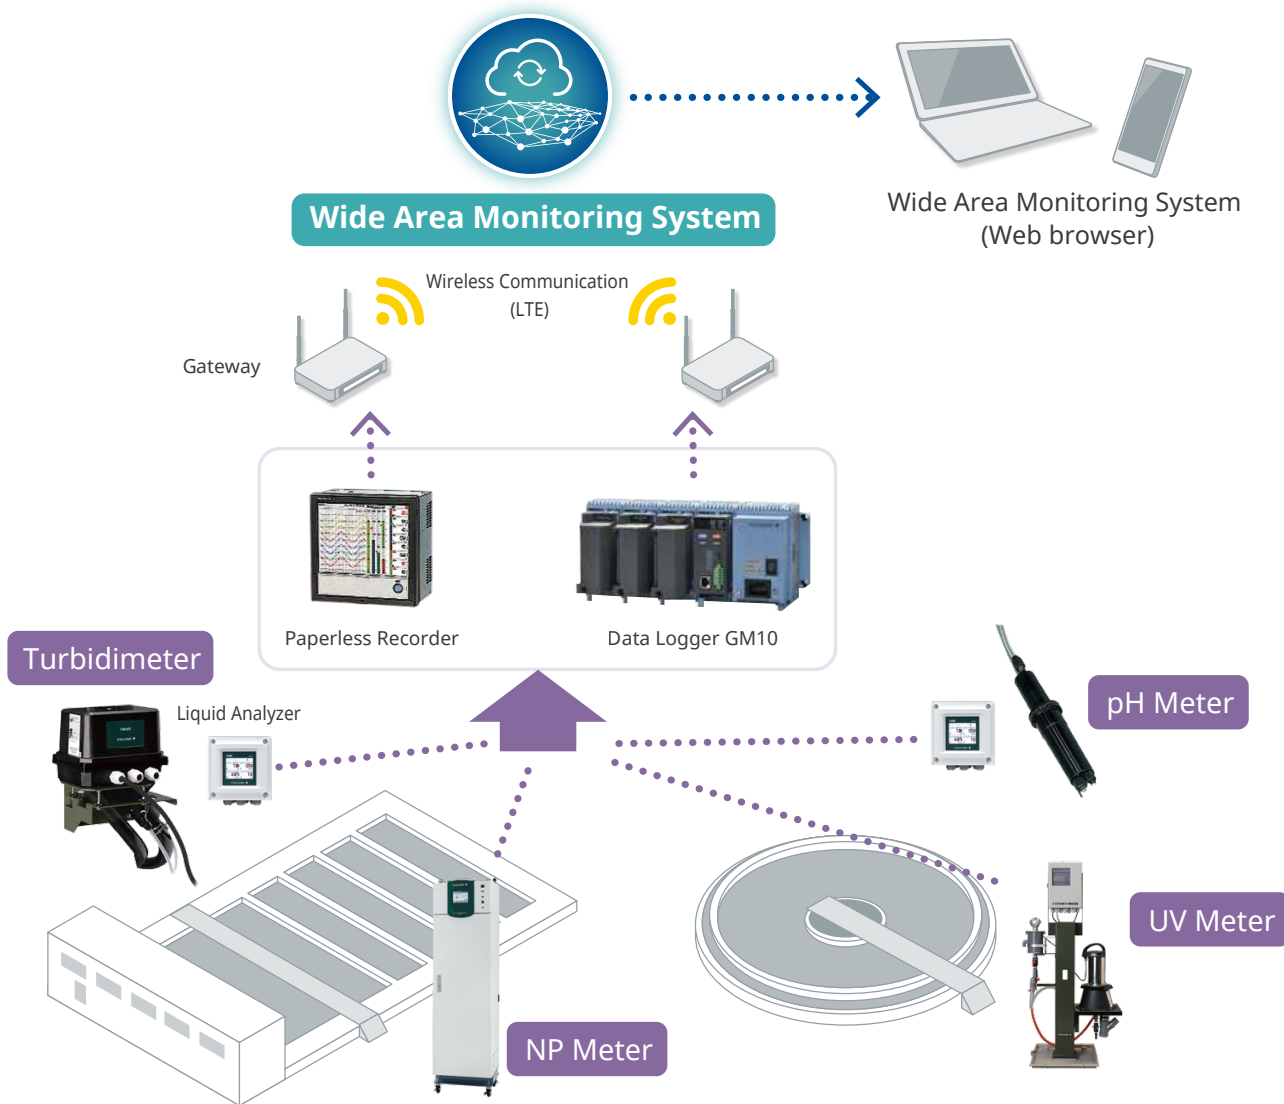 Wide Area Monitoring System
Wide Area Monitoring System
(Web browser)
Wireless Communication
(LTE)
Gateway
Paperless Recorder
Data Logger GM10
Turbidimeter
Liquid Analyzer
pH Meter
UV Meter
NP Meter